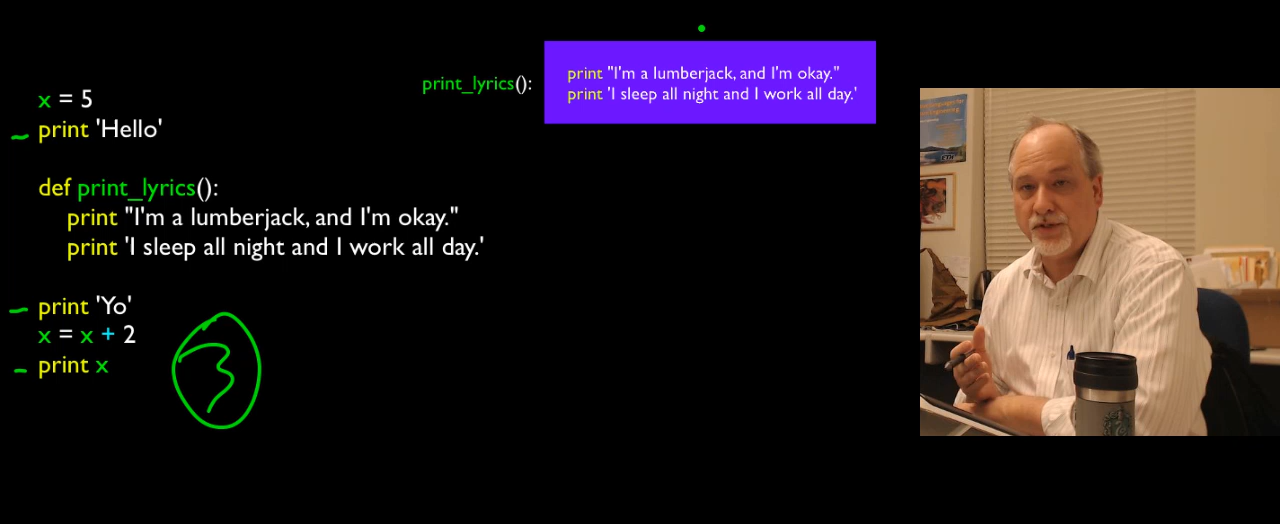 x = 5
print 'Hello'
def print_lyrics():
print "I'm a lumberjack, and I'm okay."
print 'I sleep all night and I work all day.'
print 'Yo'
x = x + 2
print x
3
print_lyrics():
print "I'm a lumberjack, and I'm okay."
print 'I sleep all night and I work all day.'